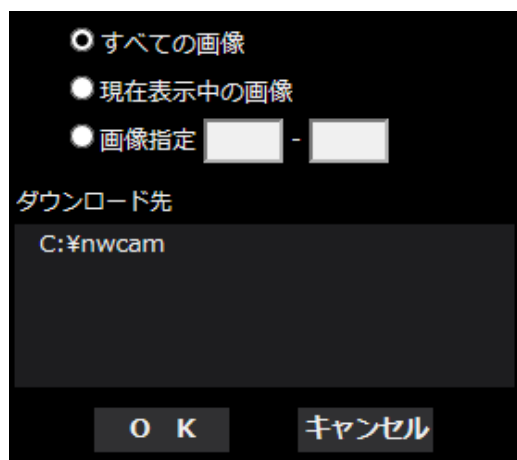 すべての画像
現在表示中の画像
画像指定 -
ダウンロード先
C:¥nwcam
O K キャンセル